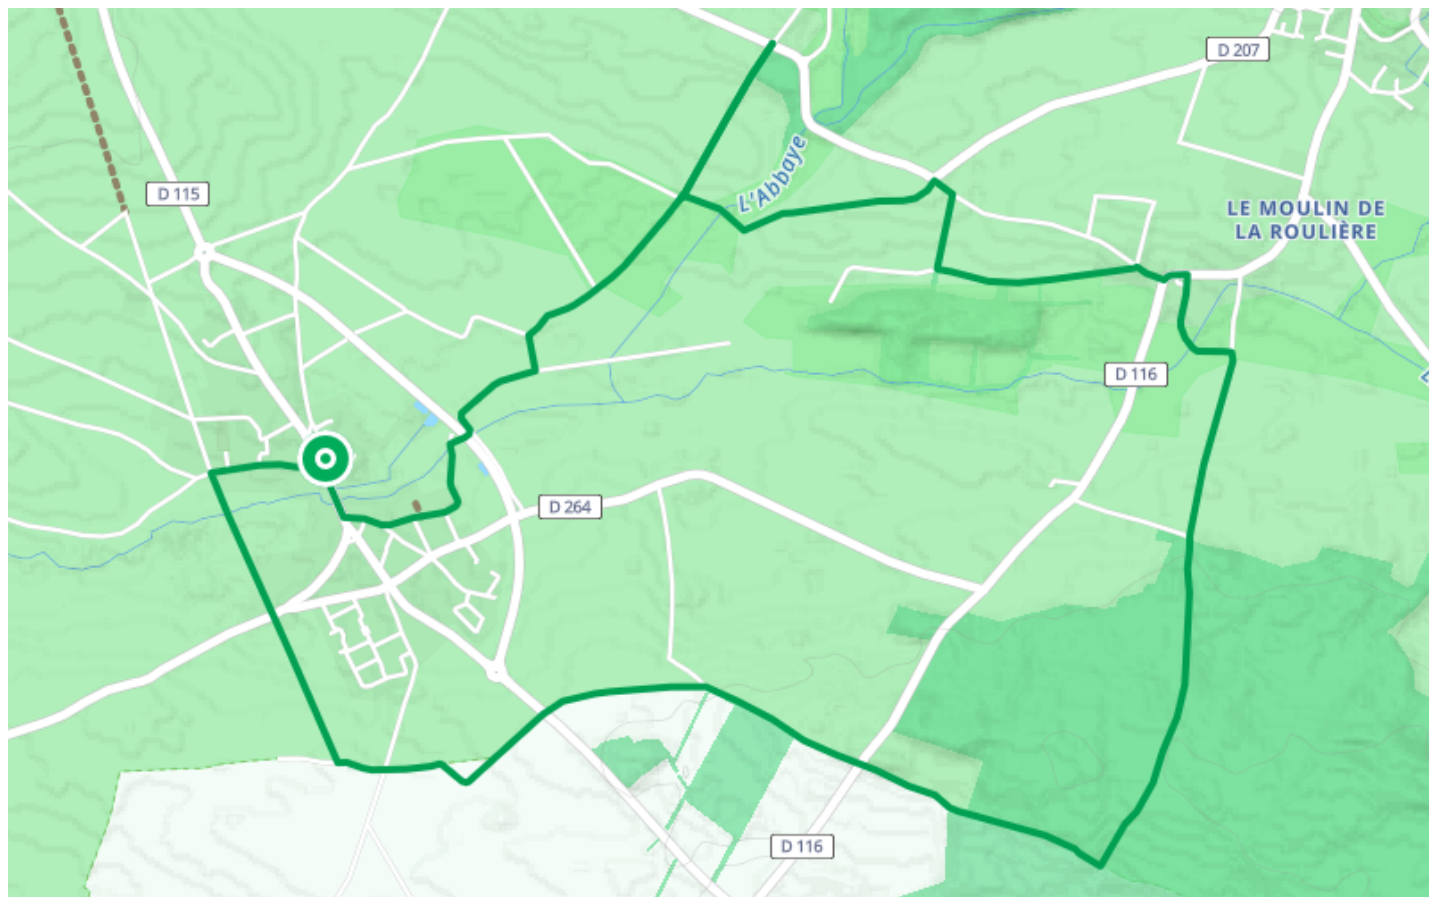 D 207
L'Abbaye
D 115
LE MOULIN DE
LA ROULIÈRE
D 116
D 264
D 116